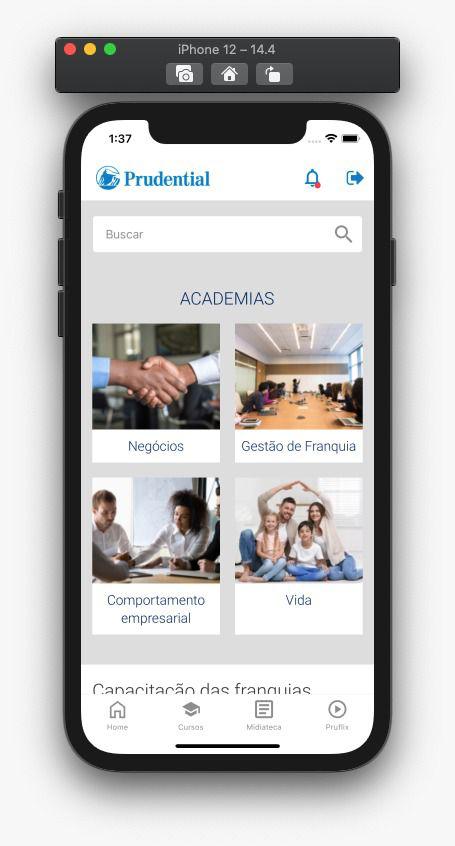 iPhone 12 – 14.4
1:37
Prudential
Buscar
ACADEMIAS
Negócios
Gestão de Franquia
Comportamento
empresarial
Vida
Capacitação das franquias
Home
Cursos
Midiateca
Pruflix